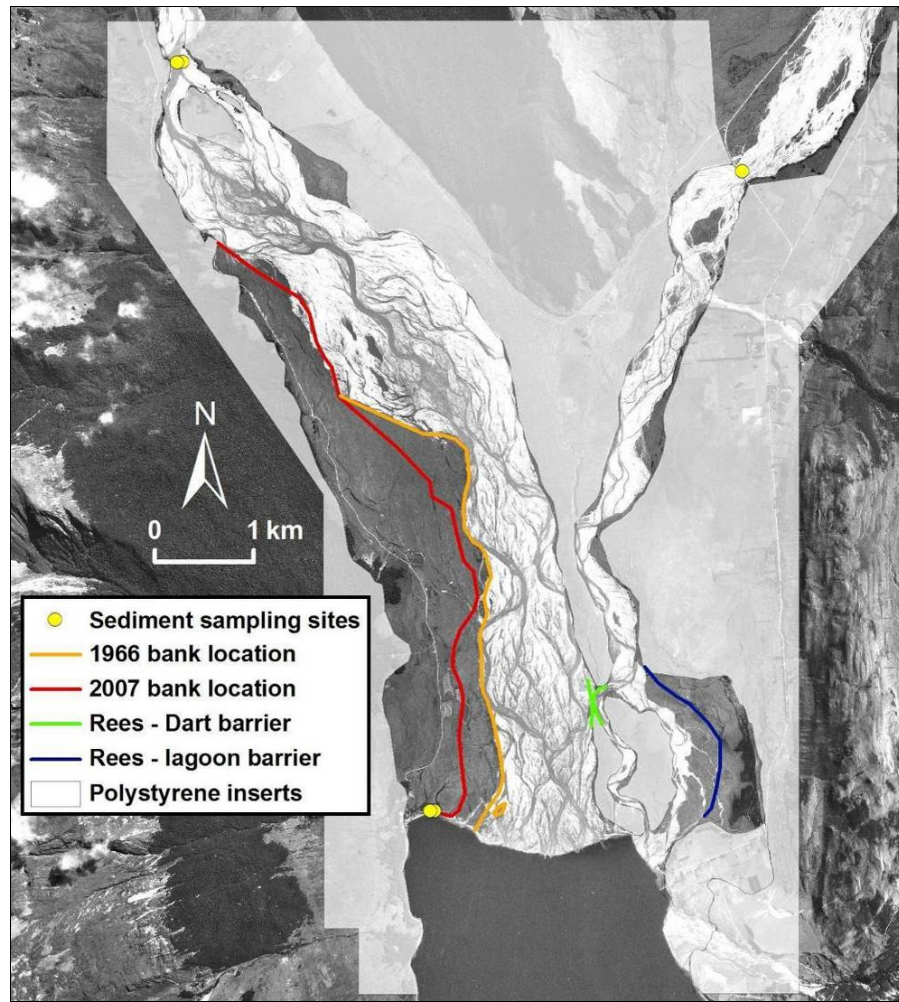 N
0 1 km
Sediment sampling sites
1966 bank location
2007 bank location
Rees - Dart barrier
Rees - lagoon barrier
Polystyrene inserts